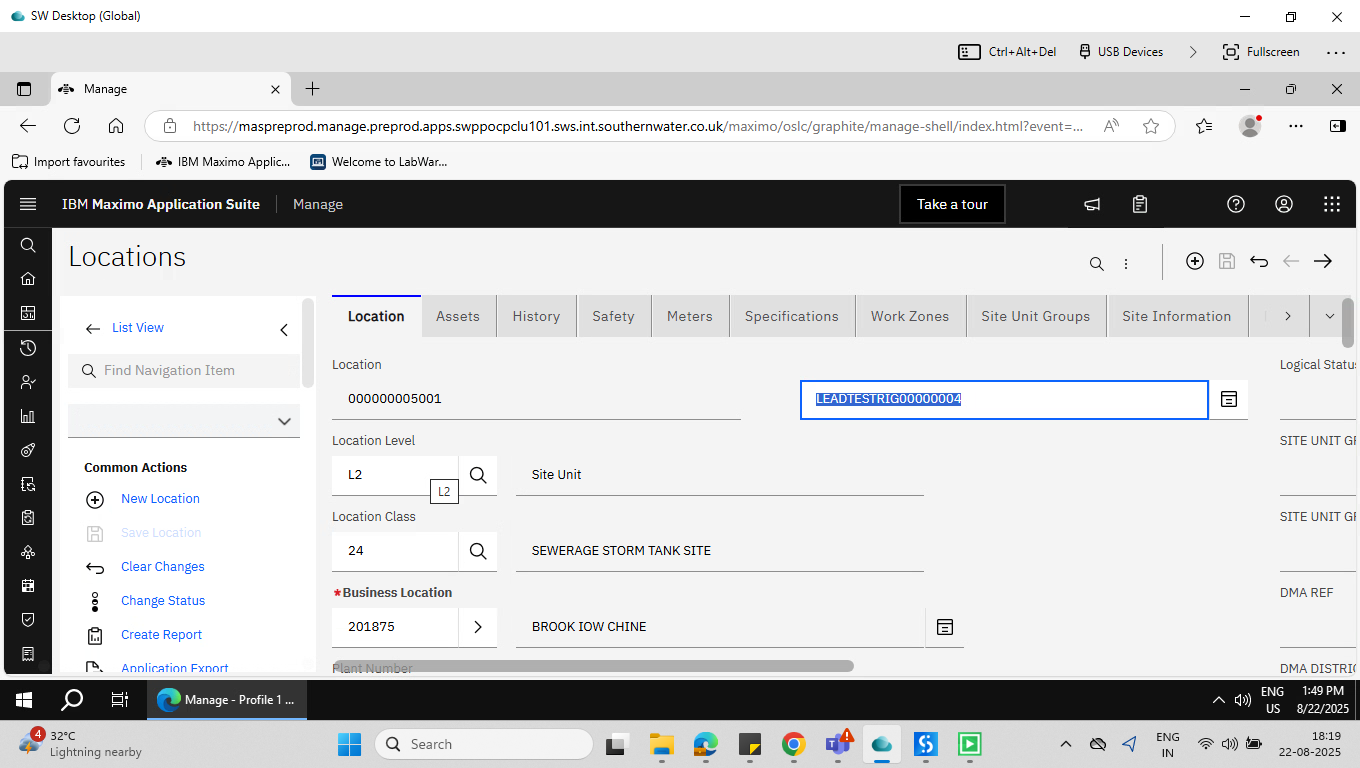 SW Desktop (Global)
Ctrl+Alt+Del
USB Devices
Fullscreen
Manage
https://maspreprod.manage.preprod.apps.swppocpclu101.sws.int.southernwater.co.uk/maximo/oslc/graphite/manage-shell/index.html?event=...
Import favourites
IBM Maximo Applic...
Welcome to LabWar...
IBM Maximo Application Suite
Manage
Take a tour
Locations
List View
Find Navigation Item
Common Actions
New Location
Save Location
Clear Changes
Change Status
Create Report
Application Export
Location
Assets
History
Safety
Meters
Specifications
Work Zones
Site Unit Groups
Site Information
Location
Logical Status
000000005001
LEADTESTRIG00000004
Location Level
SITE UNIT GR
L2
Site Unit
L2
Location Class
SITE UNIT GR
24
SEWERAGE STORM TANK SITE
*Business Location
DMA REF
201875
BROOK IOW CHINE
Plant Number
DMA DISTRIC
Manage - Profile 1 ...
ENG
US
1:49 PM
8/22/2025
4
32°C
Lightning nearby
Search
ENG
IN
18:19
22-08-2025